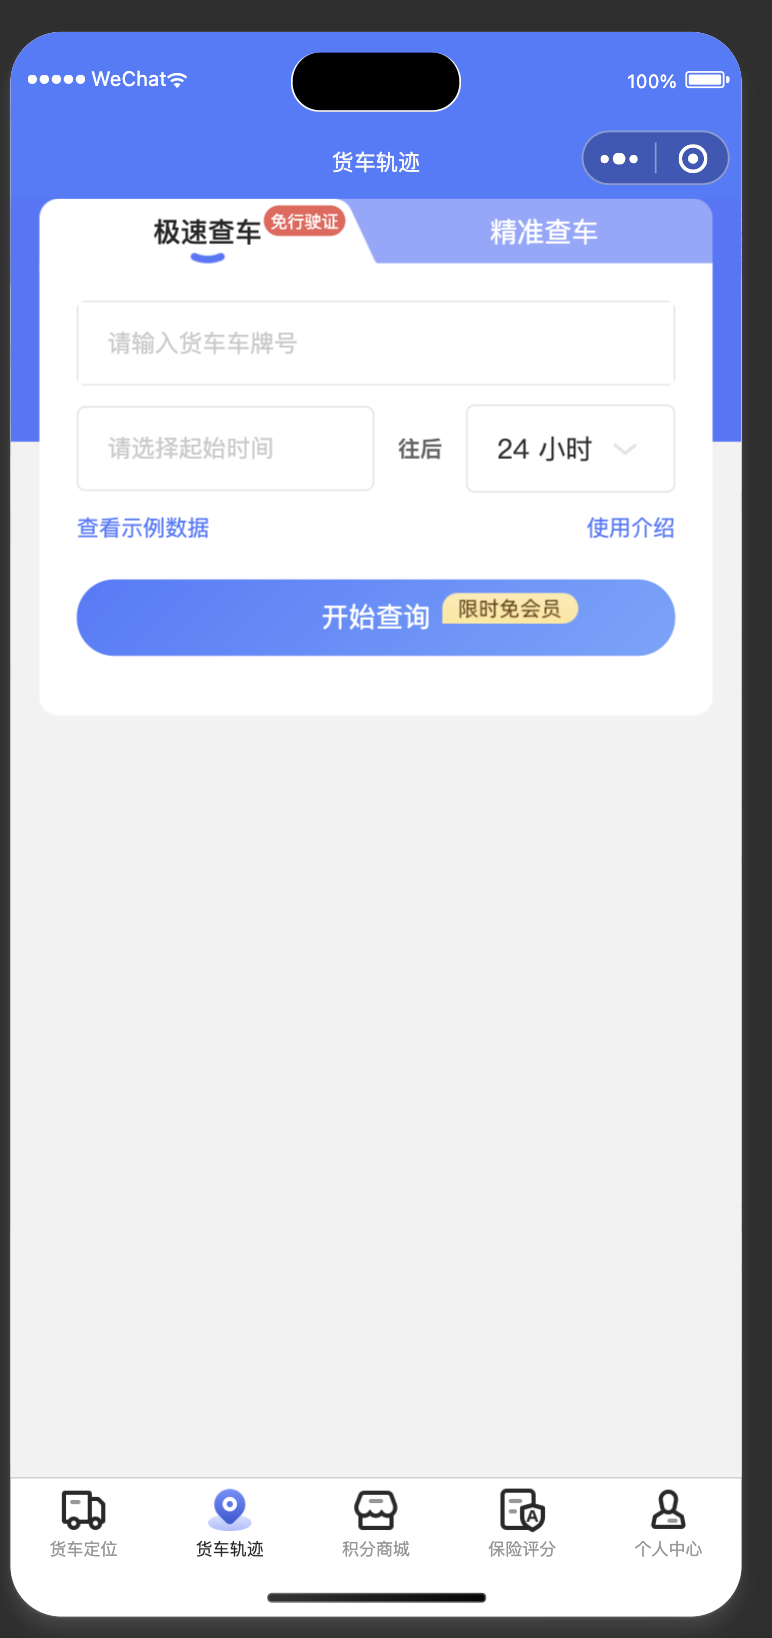 WeChat 100%
货车轨迹
极速查车 免行驶证 精准查车
请输入货车车牌号
请选择起始时间 往后 24 小时
查看示例数据 使用介绍
开始查询 限时免会员
货车定位 货车轨迹 积分商城 保险评分 个人中心